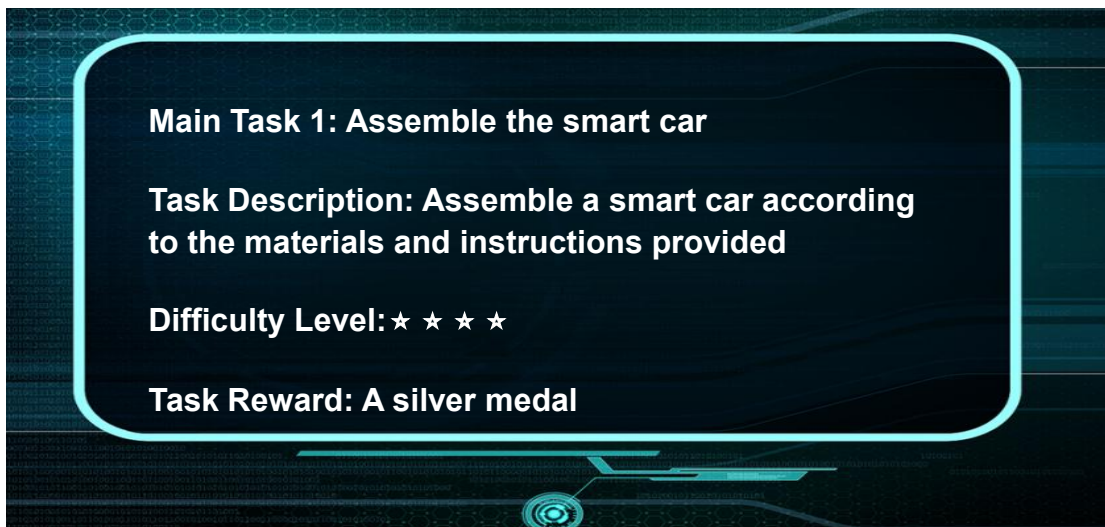 Main Task 1: Assemble the smart car
Task Description: Assemble a smart car according
to the materials and instructions provided
Difficulty Level:★ ★ ★ ★
Task Reward: A silver medal